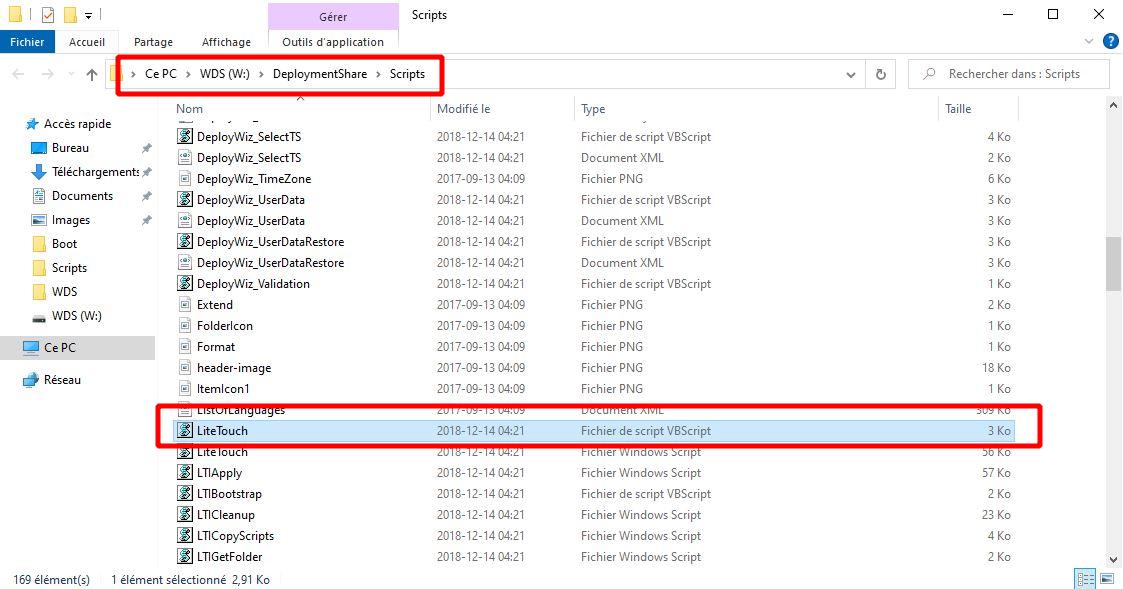 Gérer
Scripts
Fichier
Accueil
Partage
Affichage
Outils d'application
Ce PC
WDS (W:)
DeploymentShare
Scripts
Rechercher dans : Scripts
Accès rapide
Bureau
Téléchargements
Documents
Images
Boot
Scripts
WDS
WDS (W:)
Ce PC
Réseau
Nom Modifié le Type Taille
DeployWiz_SelectTS 2018-12-14 04:21 Fichier de script VBScript 4 Ko
DeployWiz_SelectTS 2018-12-14 04:21 Document XML 2 Ko
DeployWiz_TimeZone 2017-09-13 04:09 Fichier PNG 6 Ko
DeployWiz_UserData 2018-12-14 04:21 Fichier de script VBScript 3 Ko
DeployWiz_UserData 2018-12-14 04:21 Document XML 3 Ko
DeployWiz_UserDataRestore 2018-12-14 04:21 Fichier de script VBScript 3 Ko
DeployWiz_UserDataRestore 2018-12-14 04:21 Document XML 3 Ko
DeployWiz_Validation 2018-12-14 04:21 Fichier de script VBScript 1 Ko
Extend 2017-09-13 04:09 Fichier PNG 2 Ko
FolderIcon 2017-09-13 04:09 Fichier PNG 1 Ko
Format 2017-09-13 04:09 Fichier PNG 1 Ko
header-image 2017-09-13 04:09 Fichier PNG 18 Ko
ItemIcon1 2017-09-13 04:09 Fichier PNG 1 Ko
ListOfLanguages 2017-09-13 04:09 Document XML 309 Ko
LiteTouch 2018-12-14 04:21 Fichier de script VBScript 3 Ko
LiteTouch 2018-12-14 04:21 Fichier Windows Script 56 Ko
LTIApply 2018-12-14 04:21 Fichier Windows Script 57 Ko
LTIBootstrap 2018-12-14 04:21 Fichier de script VBScript 2 Ko
LTICleanup 2018-12-14 04:21 Fichier Windows Script 23 Ko
LTICopyScripts 2018-12-14 04:21 Fichier Windows Script 4 Ko
LTIGetFolder 2018-12-14 04:21 Fichier Windows Script 2 Ko
169 élément(s) 1 élément sélectionné 2,91 Ko